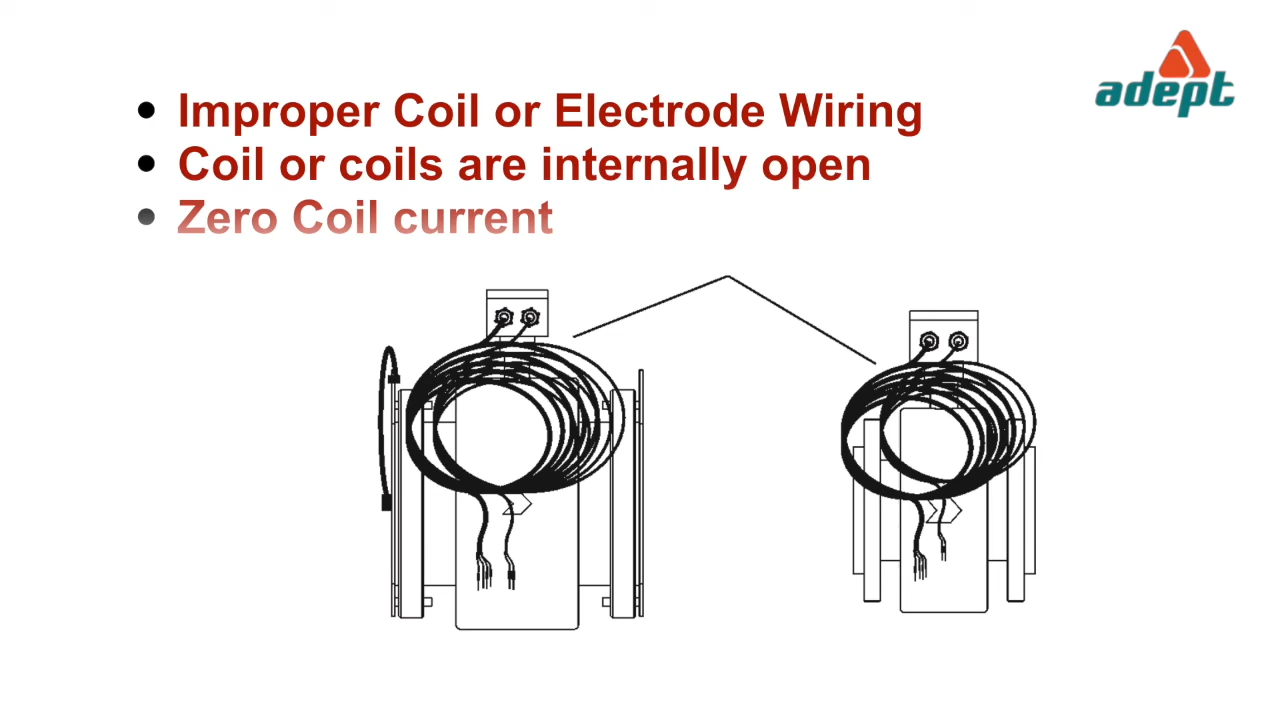 adept
• Improper Coil or Electrode Wiring
• Coil or coils are internally open
• Zero Coil current